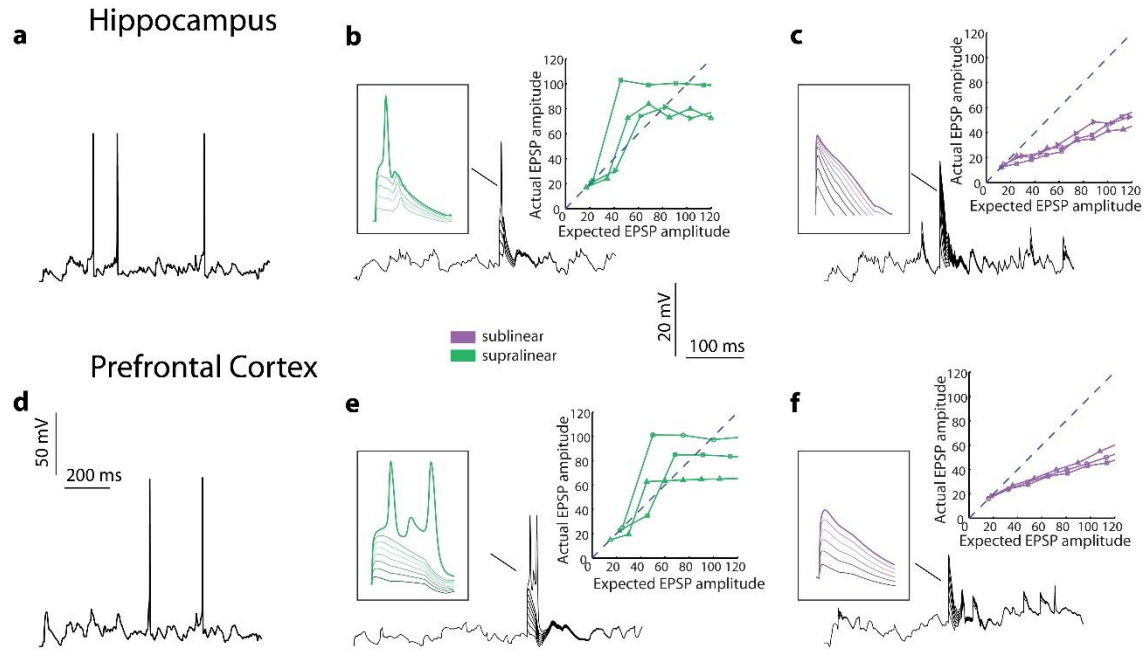 Hippocampus
a
b
c
Actual EPSP ampitude
120
100
80
60
40
20
0
0 20 40 60 80 100 120
Expected EPSP amplitude
Actual EPSP ampitude
120
100
80
60
40
20
0
0 20 40 60 80 100 120
Expected EPSP amplitude
20 mV
100 ms
sublinear
supralinear
Prefrontal Cortex
d
e
f
50 mV
200 ms
Actual EPSP ampitude
120
100
80
60
40
20
0
0 20 40 60 80 100 120
Expected EPSP amplitude
Actual EPSP ampitude
120
100
80
60
40
20
0
0 20 40 60 80 100 120
Expected EPSP amplitude